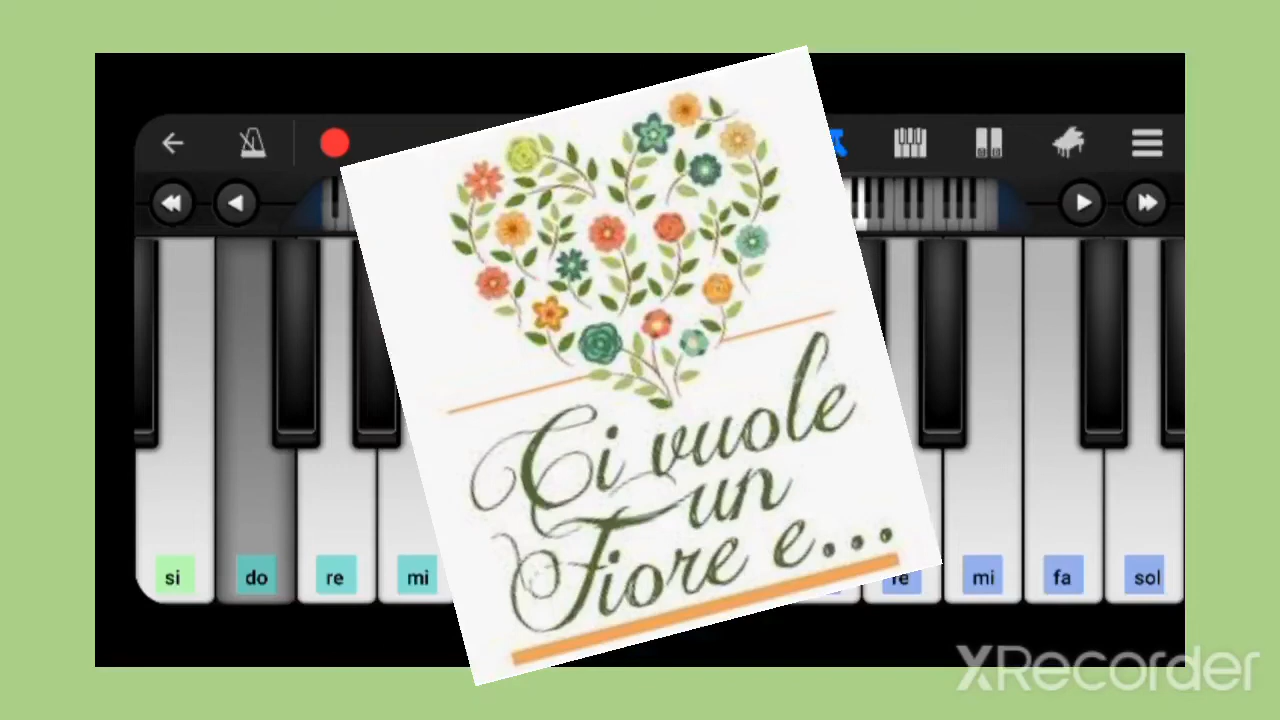 Ci vuole
un
Fiore e...
si do re mi re mi fa sol
XRecorder